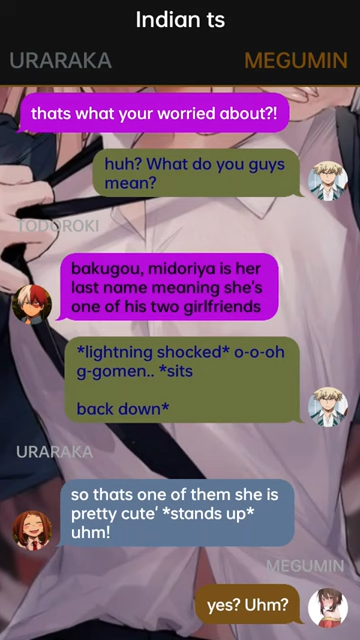 Indian ts
URARAKA
MEGUMIN
thats what your worried about?!
huh? What do you guys
mean?
TODOROKI
bakugou, midoriya is her
last name meaning she's
one of his two girlfriends
*lightning shocked* o-o-oh
g-gomen.. *sits
back down*
URARAKA
so thats one of them she is
pretty cute' *stands up*
uhm!
MEGUMIN
yes? Uhm?